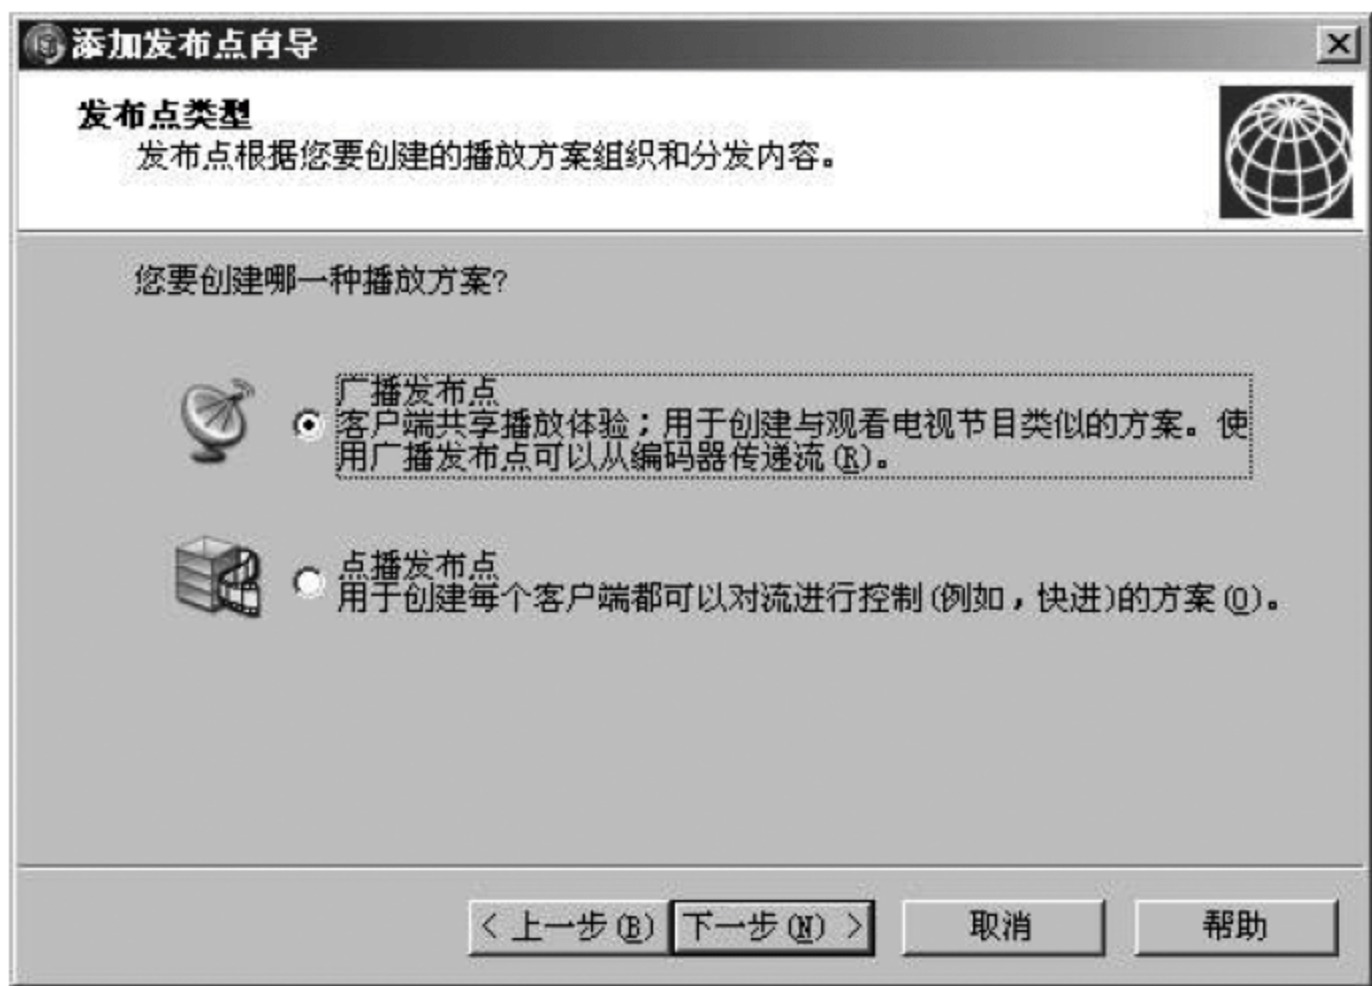 添加发布点向导
发布点类型
发布点根据您要创建的播放方案组织和分发内容。
您要创建哪一种播放方案?
广播发布点
客户端共享播放体验；用于创建与观看电视节目类似的方案。使
用广播发布点可以从编码器传递流(R)。
点播发布点
用于创建每个客户端都可以对流进行控制(例如，快进)的方案(O)。
< 上一步(B) 下一步(N) > 取消 帮助